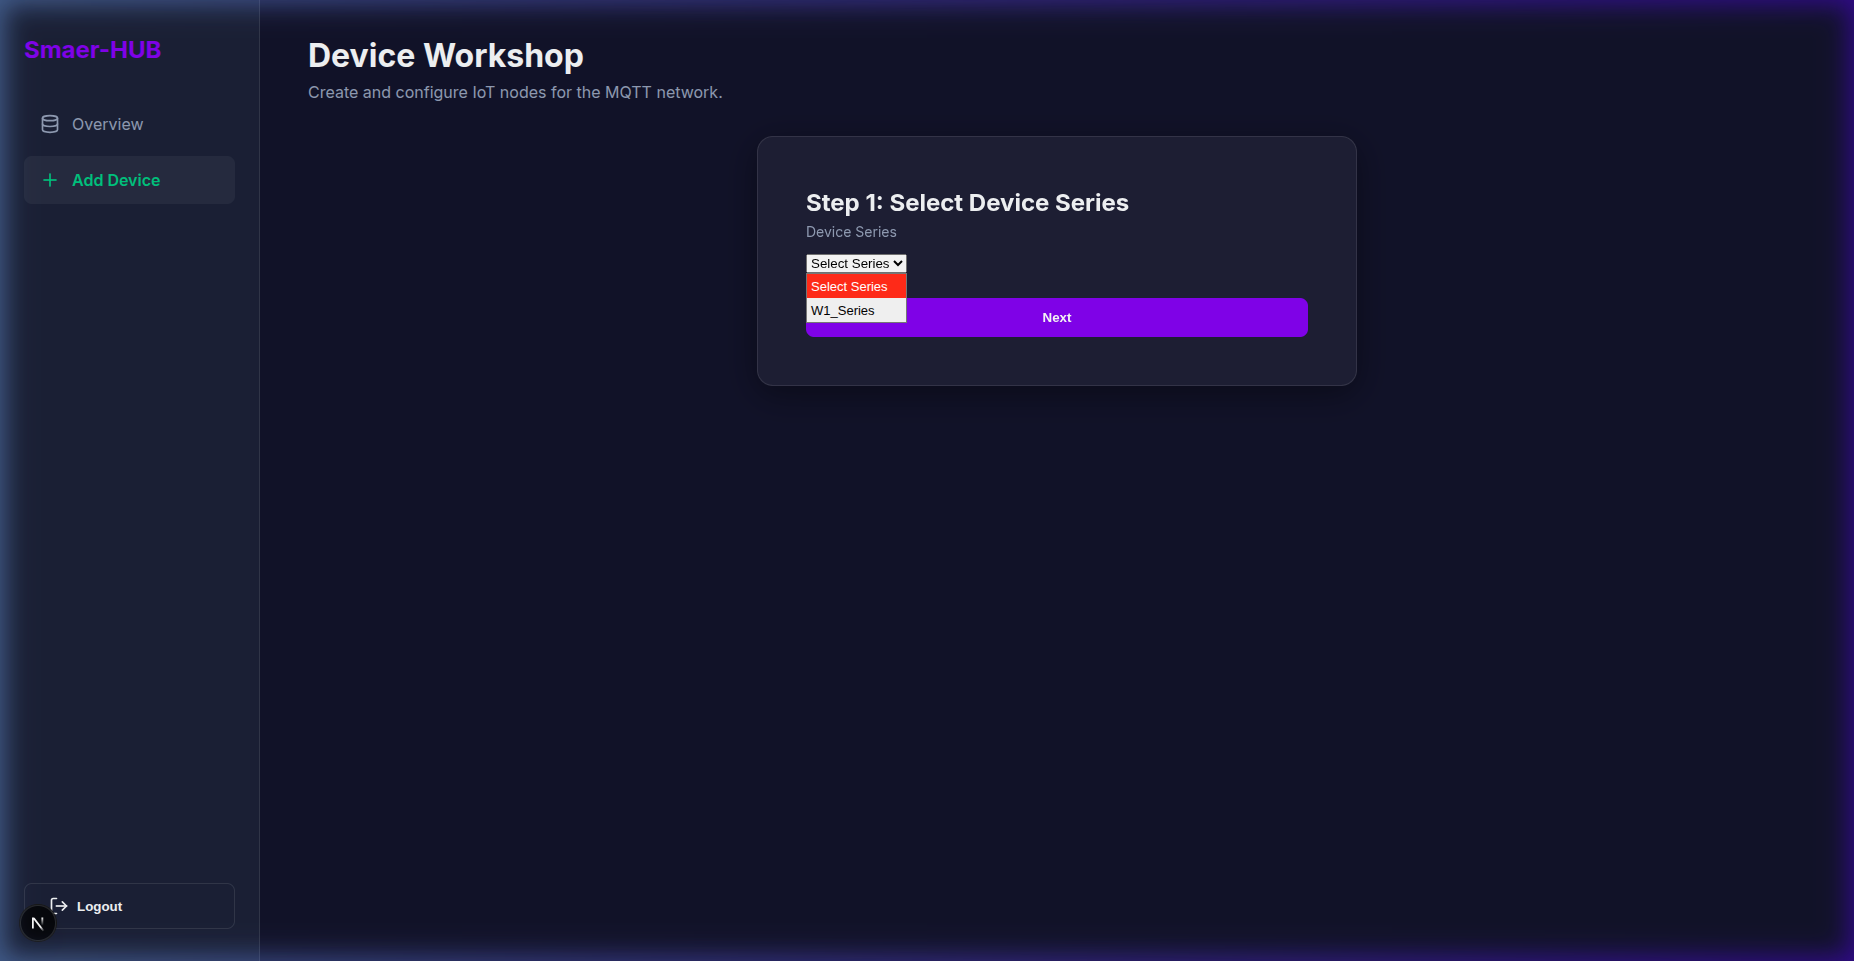 Smaer-HUB
Overview
Add Device
Logout
Device Workshop
Create and configure IoT nodes for the MQTT network.
Step 1: Select Device Series
Device Series
Select Series
Select Series
W1_Series
Next
N